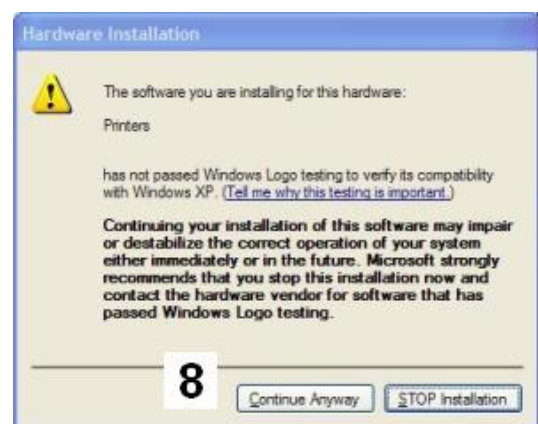 Hardware Installation
The software you are installing for this hardware:
Printers
has not passed Windows Logo testing to verify its compatibility
with Windows XP. (Tell me why this testing is important.)
Continuing your installation of this software may impair
or destabilize the correct operation of your system
either immediately or in the future. Microsoft strongly
recommends that you stop this installation now and
contact the hardware vendor for software that has
passed Windows Logo testing.
8
Continue Anyway STOP Installation